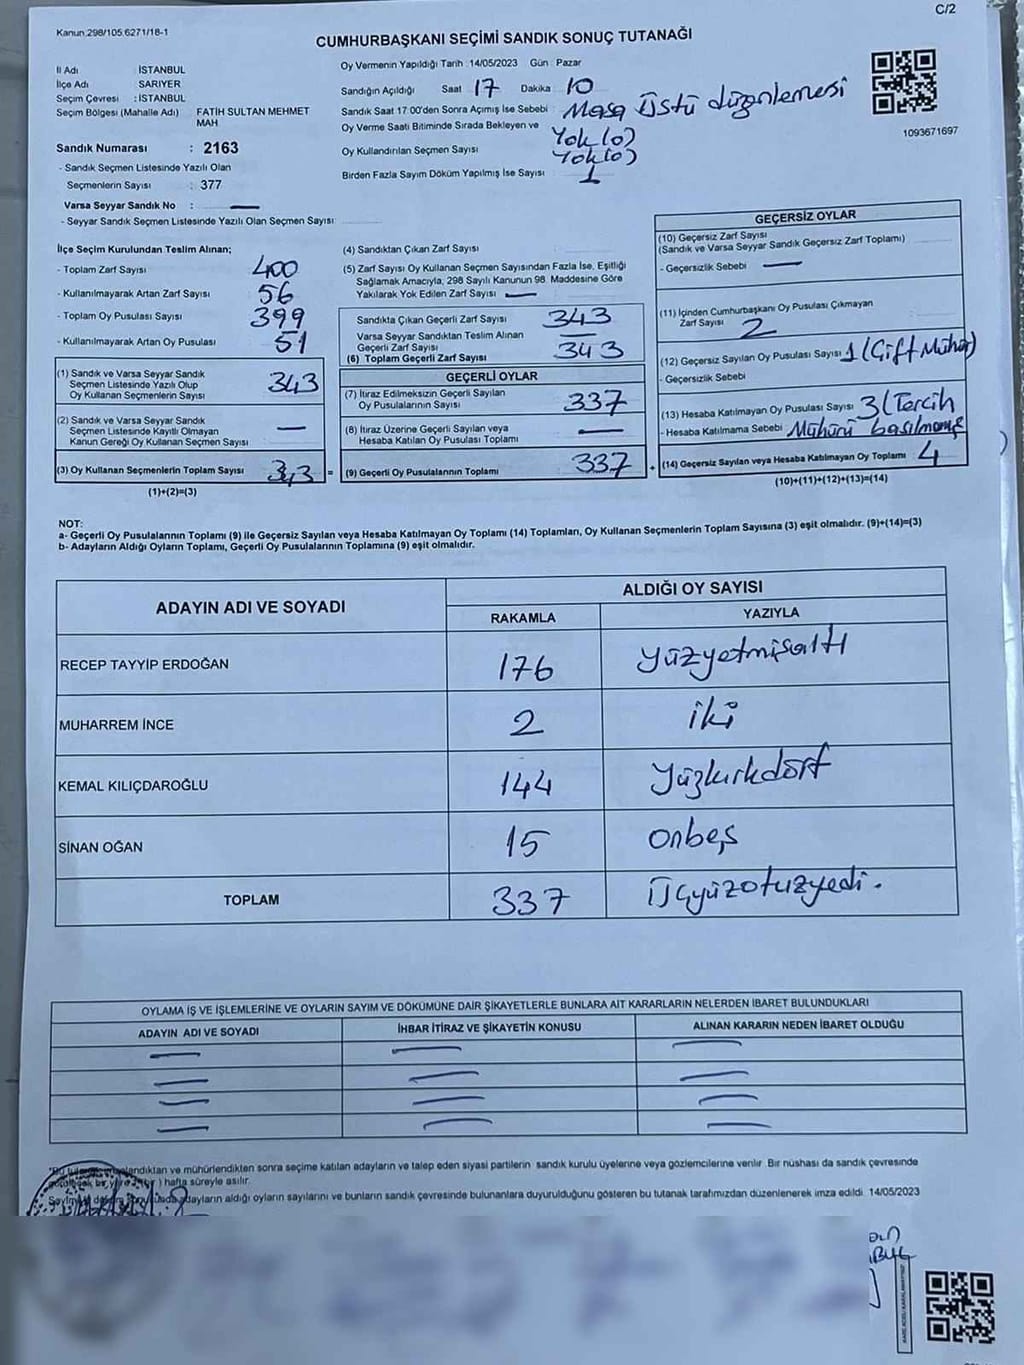 C/2
Kanun:298/105 6271/18-1
CUMHURBAŞKANI SEÇİMİ SANDIK SONUÇ TUTANAĞI
İl Adı : İSTANBUL
İlçe Adı : SARIYER
Seçim Çevresi : İSTANBUL
Seçim Bölgesi (Mahalle Adı) FATİH SULTAN MEHMET
MAH
Sandık Numarası : 2163
- Sandık Seçmen Listesinde Yazılı Olan
Seçmenlerin Sayısı : 377
Varsa Seyyar Sandık No :
- Seyyar Sandık Seçmen Listesinde Yazılı Olan Seçmen Sayısı:
Oy Vermenin Yapıldığı Tarih :14/05/2023 Gün : Pazar
Sandığın Açıldığı Saat 17 Dakika 10
Sandık Saat 17:00'den Sonra Açımış İse Sebebi : Masa Üstü düzenlemesi
Oy Verme Saati Bitiminde Sırada Bekleyen ve Yok (0)
Oy Kullandırılan Seçmen Sayısı Yok (0)
Birden Fazla Sayım Döküm Yapılmış İse Sayısı 1
1093671697
İlçe Seçim Kurulundan Teslim Alınan;
- Toplam Zarf Sayısı 400
- Kullanılmayarak Artan Zarf Sayısı 56
- Toplam Oy Pusulası Sayısı 399
- Kullanılmayarak Artan Oy Pusulası 51
(1) Sandık ve Varsa Seyyar Sandık
Seçmen Listesinde Yazılı Olup
Oy Kullanan Seçmenlerin Sayısı 343
(2) Sandık ve Varsa Seyyar Sandık
Seçmen Listesinde Kayıtlı Olmayan
Kanun Gereği Oy Kullanan Seçmen Sayısı
(3) Oy Kullanan Seçmenlerin Toplam Sayısı 343 =
(1)+(2)=(3)
(4) Sandıktan Çıkan Zarf Sayısı
(5) Zarf Sayısı Oy Kullanan Seçmen Sayısından Fazla İse, Eşitliği
Sağlamak Amacıyla, 298 Sayılı Kanunun 98. Maddesine Göre
Yakılarak Yok Edilen Zarf Sayısı
Sandıkta Çıkan Geçerli Zarf Sayısı 343
Varsa Seyyar Sandıktan Teslim Alınan
Geçerli Zarf Sayısı
(6) Toplam Geçerli Zarf Sayısı 343
GEÇERLİ OYLAR
(7) İtiraz Edilmeksizin Geçerli Sayılan
Oy Pusulalarının Sayısı 337
(8) İtiraz Üzerine Geçerli Sayılan veya
Hesaba Katılan Oy Pusulası Toplamı
(9) Geçerli Oy Pusulalarının Toplamı 337 +
GEÇERSİZ OYLAR
(10) Geçersiz Zarf Sayısı
(Sandık ve Varsa Seyyar Sandık Geçersiz Zarf Toplamı)
- Geçersizlik Sebebi
(11) İçinden Cumhurbaşkanı Oy Pusulası Çıkmayan
Zarf Sayısı 2
(12) Geçersiz Sayılan Oy Pusulası Sayısı 1 (Çift Mühür)
- Geçersizlik Sebebi
(13) Hesaba Katılmayan Oy Pusulası Sayısı 3 (Tercih
- Hesaba Katılmama Sebebi Mühürü basılmamış
(14) Geçersiz Sayılan veya Hesaba Katılmayan Oy Toplamı 4
(10)+(11)+(12)+(13)=(14)
NOT:
a- Geçerli Oy Pusulalarının Toplamı (9) ile Geçersiz Sayılan veya Hesaba Katılmayan Oy Toplamı (14) Toplamları, Oy Kullanan Seçmenlerin Toplam Sayısına (3) eşit olmalıdır. (9)+(14)=(3)
b- Adayların Aldığı Oyların Toplamı, Geçerli Oy Pusulalarının Toplamına (9) eşit olmalıdır.
ADAYIN ADI VE SOYADI ALDIĞI OY SAYISI
RAKAMLA YAZIYLA
RECEP TAYYİP ERDOĞAN 176 yüzyetmişaltı
MUHARREM İNCE 2 iki
KEMAL KILIÇDAROĞLU 144 yüzkırkdört
SİNAN OĞAN 15 onbeş
TOPLAM 337 Üçyüzotuzyedi.
OYLAMA İŞ VE İŞLEMLERİNE VE OYLARIN SAYIM VE DÖKÜMÜNE DAİR ŞİKAYETLERLE BUNLARA AİT KARARLARIN NELERDEN İBARET BULUNDUKLARI
ADAYIN ADI VE SOYADI İHBAR İTİRAZ VE ŞİKAYETİN KONUSU ALINAN KARARIN NEDEN İBARET OLDUĞU
ve mühürlendikten sonra seçime katılan adayların ve talep eden siyasi partilerin sandık kurulu üyelerine veya gözlemcilerine verilir. Bir nüshası da sandık çevresinde
) hafta süreyle asılır.
adayların aldığı oyların sayılarını ve bunların sandık çevresinde bulunanlara duyurulduğunu gösteren bu tutanak tarafımızdan düzenlenerek imza edildi. 14/05/2023